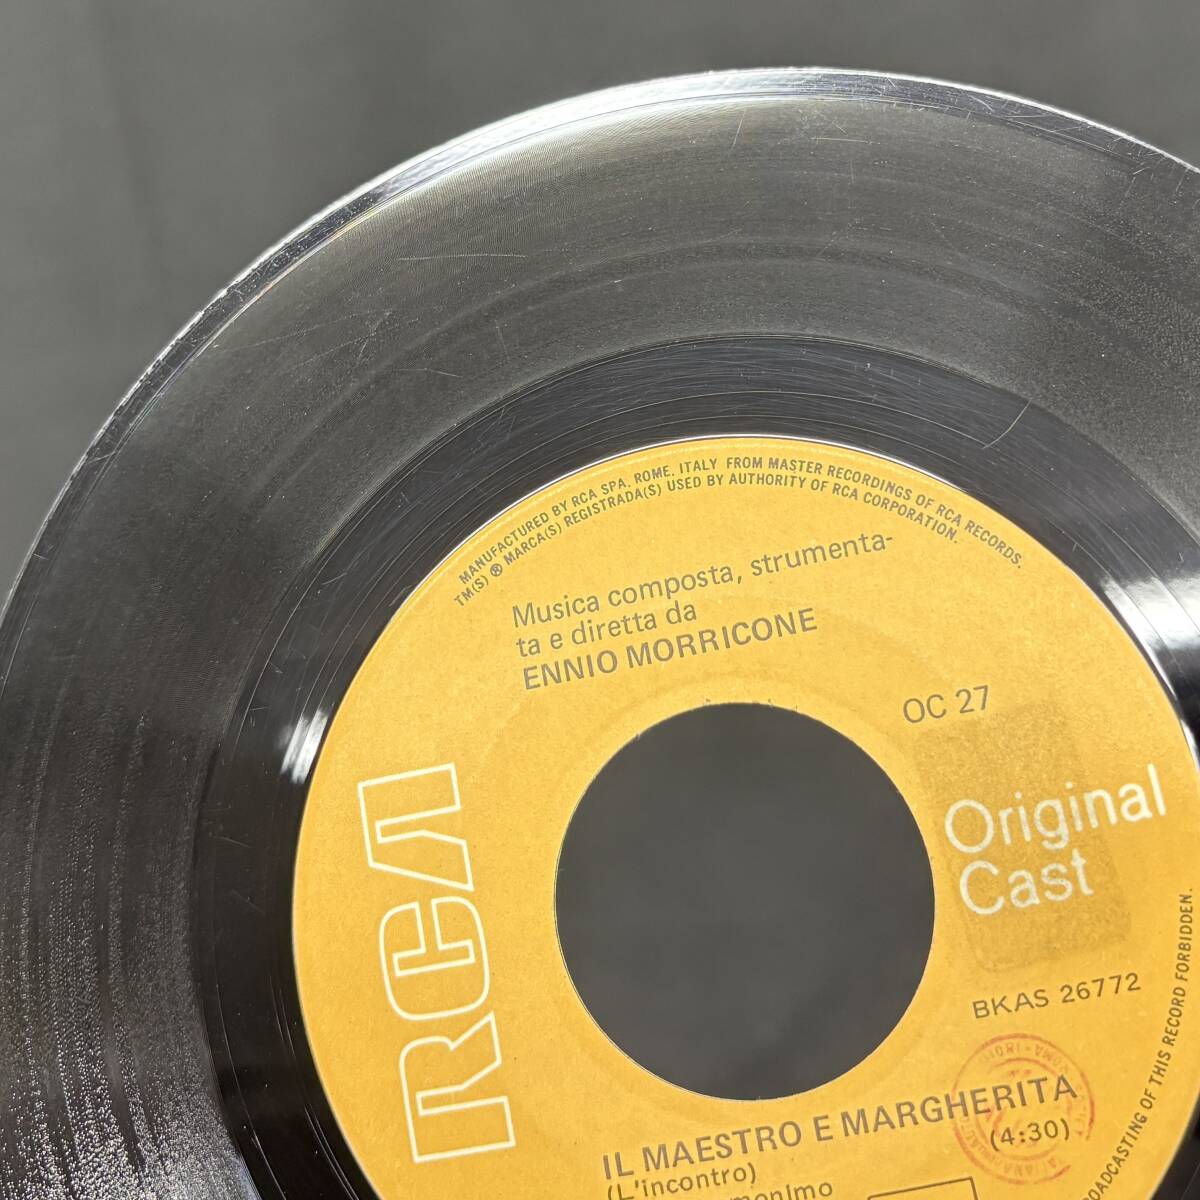 MANUFACTURED BY RCA SPA. ROME. ITALY FROM MASTER RECORDINGS OF RCA RECORDS.
TM(S) ® MARCA(S) REGISTRADA(S) USED BY AUTHORITY OF RCA CORPORATION.
Musica composta, strumenta-
ta e diretta da
ENNIO MORRICONE
OC 27
RCA
Original
Cast
BKAS 26772
IL MAESTRO E MARGHERITA
(L'incontro)
(4:30)
OF THIS RECORD FORBIDDEN.